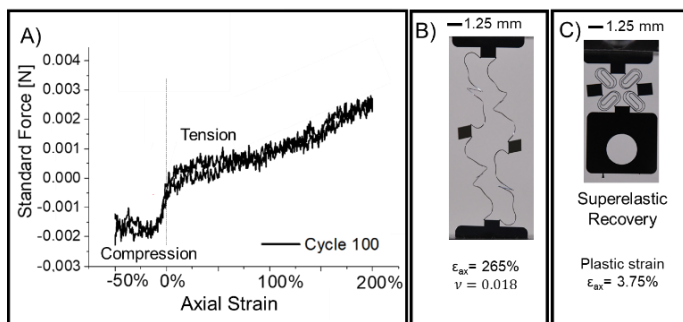 A)
Standard Force [N]
0.004
0.003
0.002
0.001
0.000
-0.001
-0.002
-0.003
Tension
Compression
Cycle 100
-50%
0%
100%
200%
Axial Strain
B)
1.25 mm
εax= 265%
ν = 0.018
C)
1.25 mm
Superelastic
Recovery
Plastic strain
εax= 3.75%